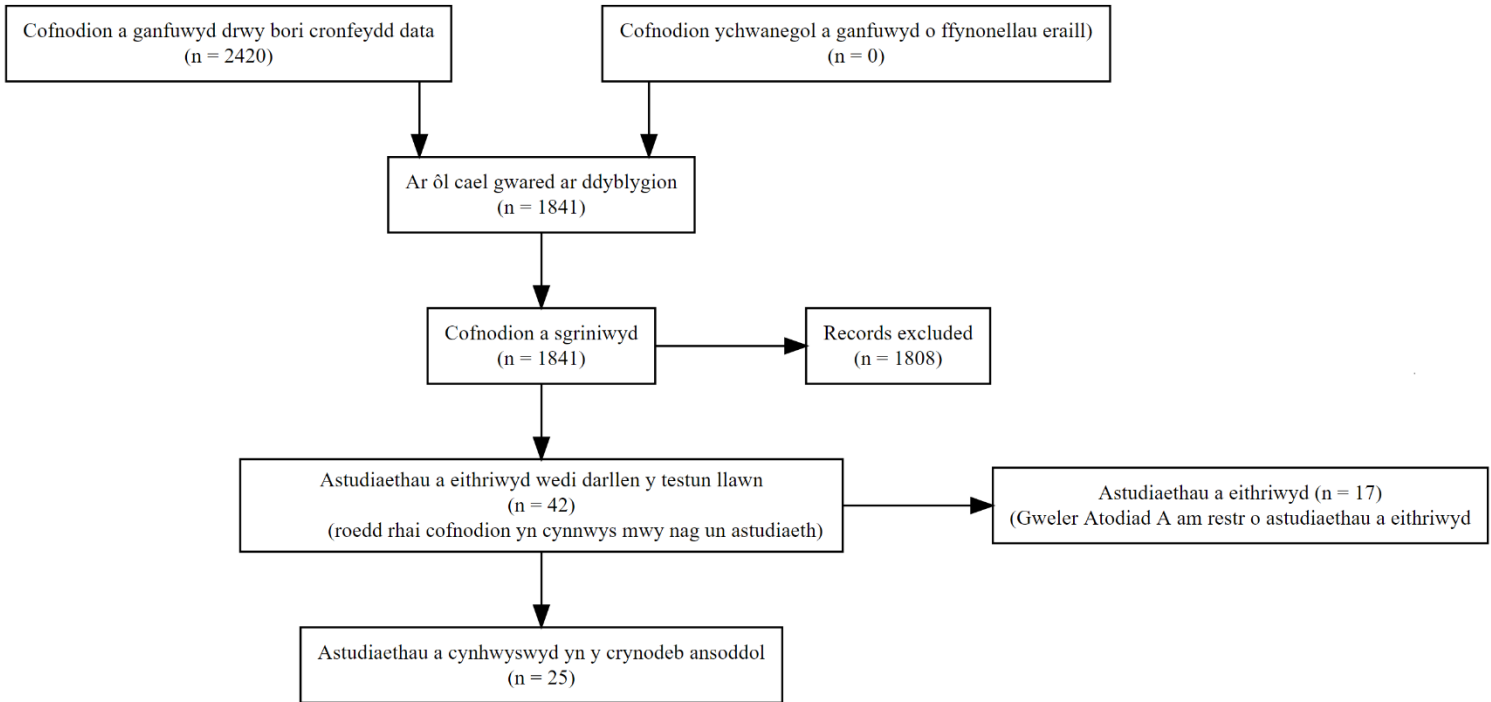 Cofnodion a ganfuwyd drwy bori cronfeydd data
(n = 2420)
Cofnodion ychwanegol a ganfuwyd o ffynonellau eraill)
(n = 0)
Ar ôl cael gwared ar ddyblygion
(n = 1841)
Cofnodion a sgriniwyd
(n = 1841)
Records excluded
(n = 1808)
Astudiaethau a eithriwyd wedi darllen y testun llawn
(n = 42)
(roedd rhai cofnodion yn cynnwys mwy nag un astudiaeth)
Astudiaethau a eithriwyd (n = 17)
(Gweler Atodiad A am restr o astudiaethau a eithriwyd
Astudiaethau a cynhwyswyd yn y crynodeb ansoddol
(n = 25)